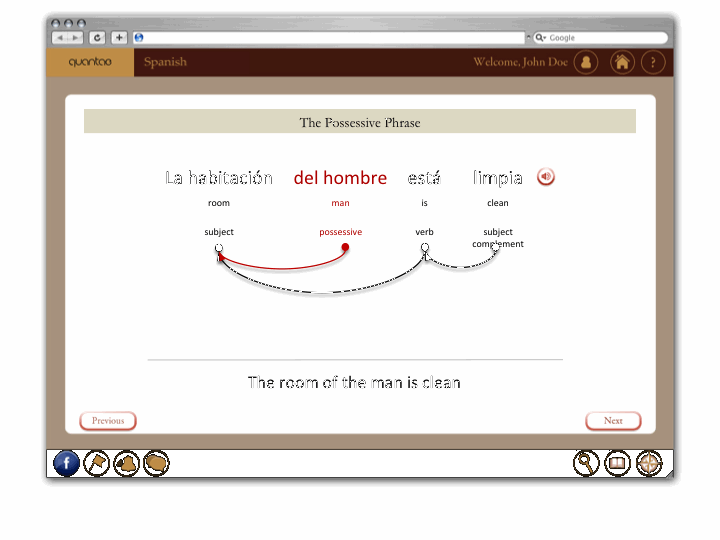 Google
quantao Spanish Welcome, John Doe ?
The Possessive Phrase
La habitación del hombre está limpia
room man is clean
subject possessive verb subject
complement
The room of the man is clean
Previous Next
f